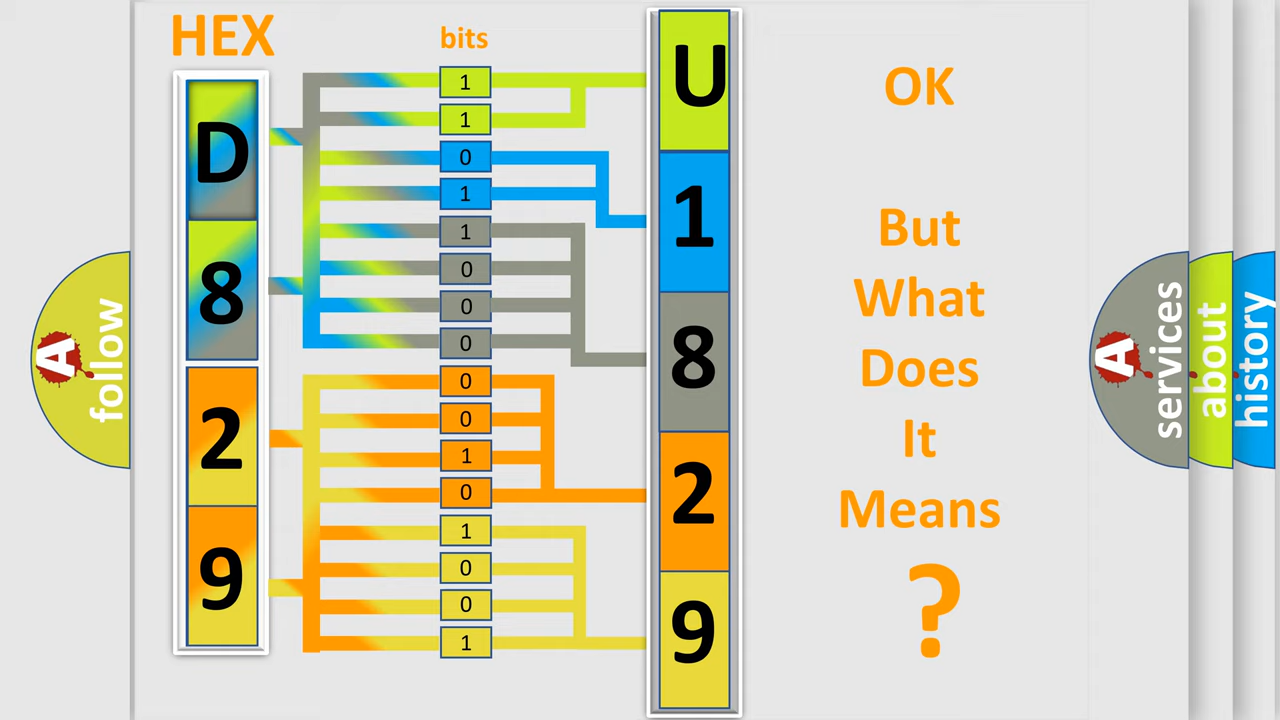 HEX
bits
D
8
2
9
1
1
0
1
1
0
0
0
0
0
1
0
1
0
0
1
U
1
8
2
9
OK
But
What
Does
It
Means
?
A
follow
A
services
about
history